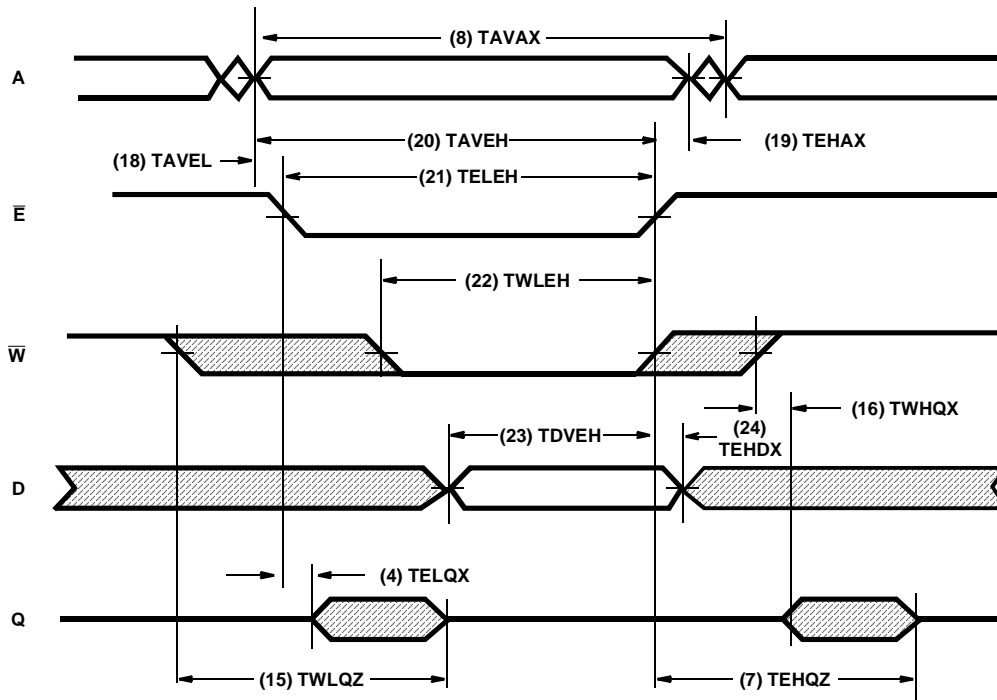 (8) TAVAX
A
(20) TAVEH
(19) TEHAX
(18) TAVEL
(21) TELEH
E̅
(22) TWLEH
W̅
(16) TWHQX
(23) TDVEH
(24)
TEHDX
D
(4) TELQX
Q
(15) TWLQZ
(7) TEHQZ